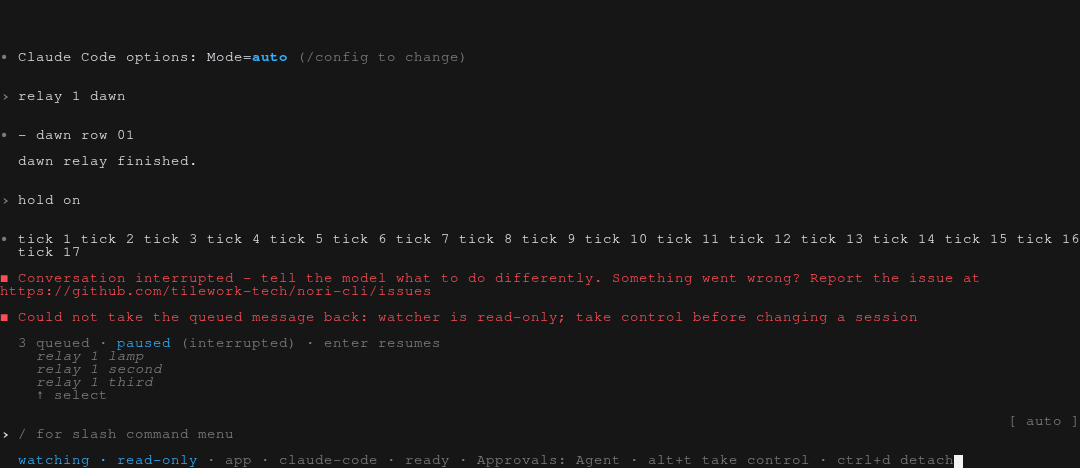 • Claude Code options: Mode=auto (/config to change)
› relay 1 dawn
• - dawn row 01
dawn relay finished.
› hold on
• tick 1 tick 2 tick 3 tick 4 tick 5 tick 6 tick 7 tick 8 tick 9 tick 10 tick 11 tick 12 tick 13 tick 14 tick 15 tick 16
tick 17
■ Conversation interrupted - tell the model what to do differently. Something went wrong? Report the issue at
https://github.com/tilework-tech/nori-cli/issues
■ Could not take the queued message back: watcher is read-only; take control before changing a session
3 queued · paused (interrupted) · enter resumes
relay 1 lamp
relay 1 second
relay 1 third
↑ select
[ auto ]
› / for slash command menu
watching · read-only · app · claude-code · ready · Approvals: Agent · alt+t take control · ctrl+d detach